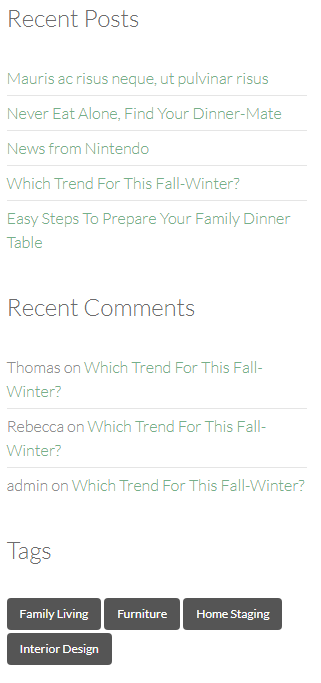 Recent Posts
Mauris ac risus neque, ut pulvinar risus
Never Eat Alone, Find Your Dinner-Mate
News from Nintendo
Which Trend For This Fall-Winter?
Easy Steps To Prepare Your Family Dinner
Table
Recent Comments
Thomas on Which Trend For This Fall-
Winter?
Rebecca on Which Trend For This Fall-
Winter?
admin on Which Trend For This Fall-Winter?
Tags
Family Living Furniture Home Staging
Interior Design